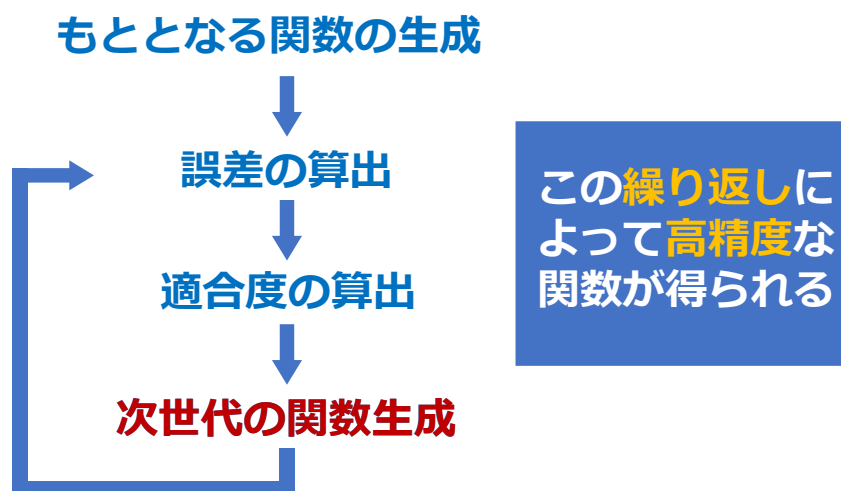 もととなる関数の生成
誤差の算出
適合度の算出
次世代の関数生成
この繰り返しに
よって高精度な
関数が得られる